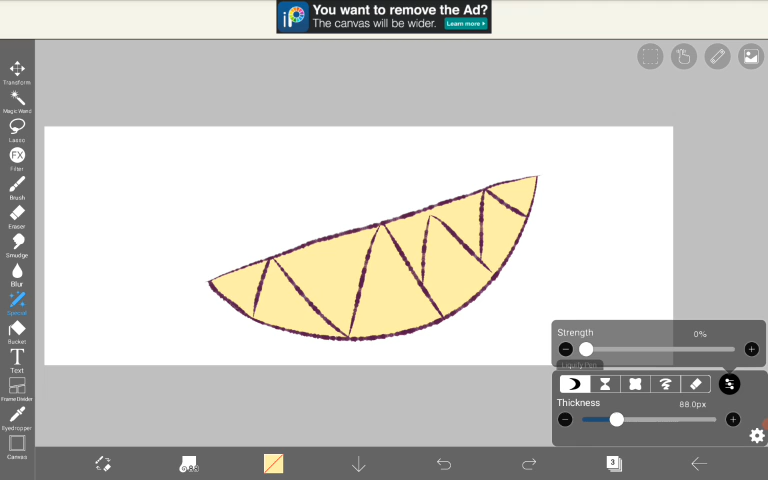 You want to remove the Ad?
The canvas will be wider.
Learn more
Transform
Magic Wand
Lasso
FX
Filter
Brush
Eraser
Smudge
Blur
Special
Bucket
T
Text
Frame Divider
Eyedropper
Canvas
Strength
0%
Thickness
88.0px
3